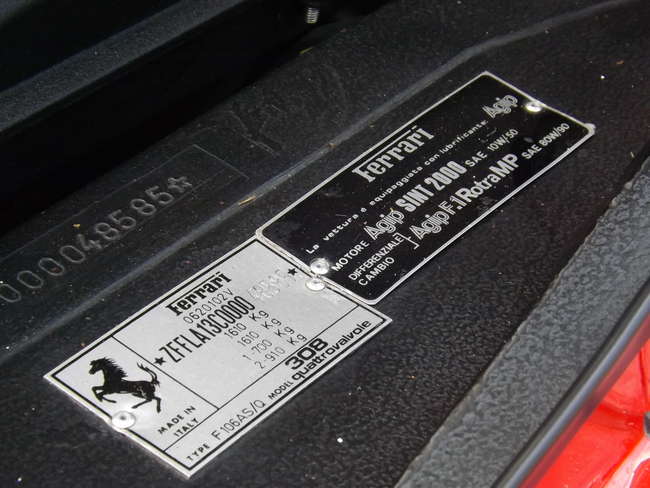 Ferrari
La vettura è equipaggiata con lubrificante: Agip
MOTORE Agip SINT 2000 SAE 10W/50
DIFFERENZIALE
CAMBIO
Agip F.1 Rotra MP SAE 80W/90
000048585☆
Ferrari
0620102V
★ZFFLA13C0000
1610 Kg
1610 Kg
1-700 Kg
2-910 Kg
MADE IN
ITALY
TYPE F106AS/Q MODEL 308
quattrovalvole